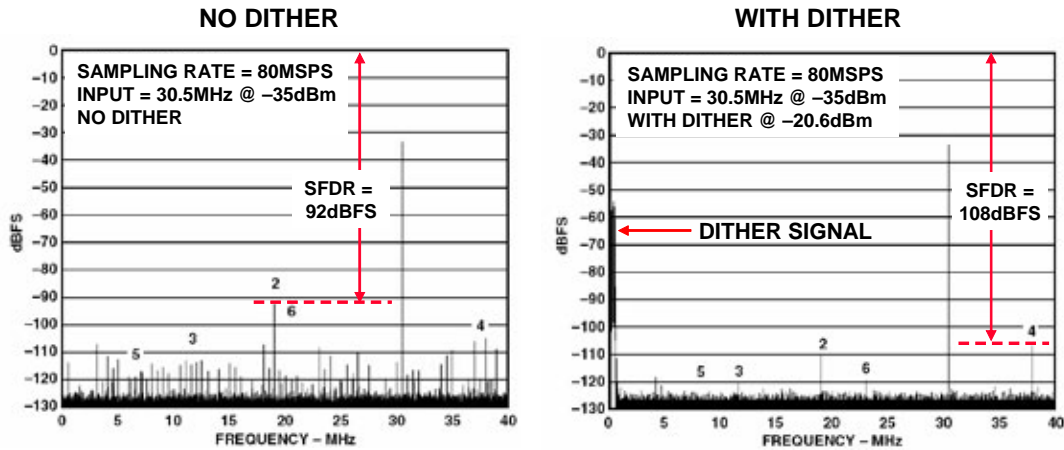 NO DITHER
SAMPLING RATE = 80MSPS
INPUT = 30.5MHz @ –35dBm
NO DITHER
SFDR =
92dBFS
dBFS
0
–10
–20
–30
–40
–50
–60
–70
–80
–90
–100
–110
–120
–130
2
6
3
5
4
0 5 10 15 20 25 30 35 40
FREQUENCY – MHz
WITH DITHER
SAMPLING RATE = 80MSPS
INPUT = 30.5MHz @ –35dBm
WITH DITHER @ –20.6dBm
SFDR =
108dBFS
DITHER SIGNAL
dBFS
0
–10
–20
–30
–40
–50
–60
–70
–80
–90
–100
–110
–120
–130
4
2
5 3 6
0 5 10 15 20 25 30 35 40
FREQUENCY – MHz